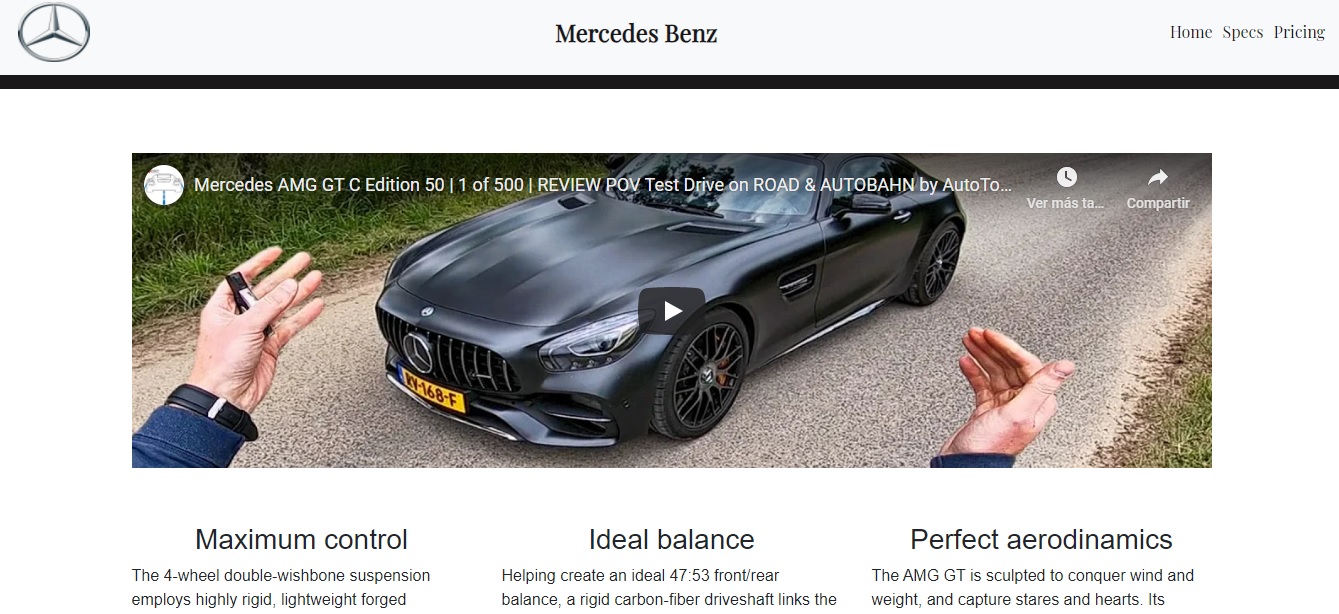 Mercedes Benz
Home Specs Pricing
Mercedes AMG GT C Edition 50 | 1 of 500 | REVIEW POV Test Drive on ROAD & AUTOBAHN by AutoTo...
Ver más ta...
Compartir
RV-168-F
Maximum control
The 4-wheel double-wishbone suspension
employs highly rigid, lightweight forged
Ideal balance
Helping create an ideal 47:53 front/rear
balance, a rigid carbon-fiber driveshaft links the
Perfect aerodinamics
The AMG GT is sculpted to conquer wind and
weight, and capture stares and hearts. Its